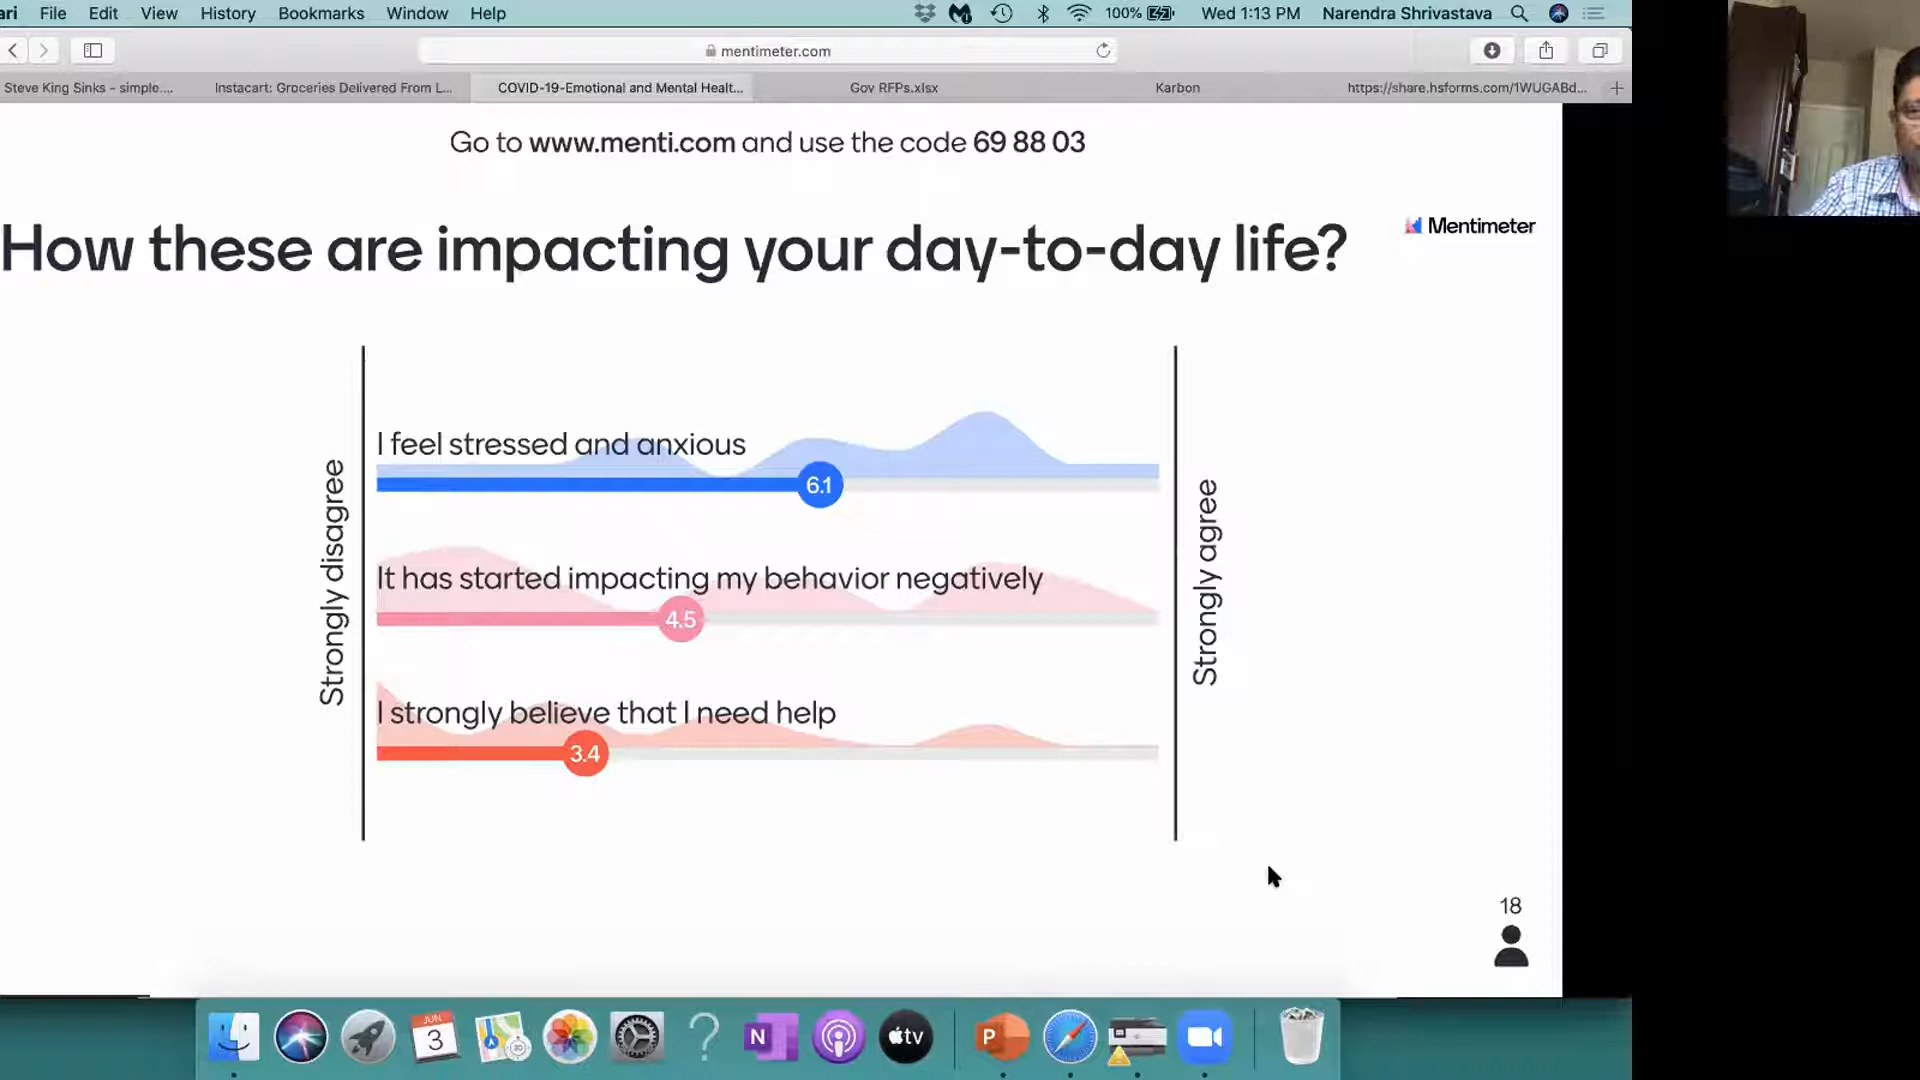 ari File Edit View History Bookmarks Window Help 100% Wed 1:13 PM Narendra Shrivastava
mentimeter.com
Steve King Sinks - simple.... Instacart: Groceries Delivered From L... COVID-19-Emotional and Mental Healt... Gov RFPs.xlsx Karbon https://share.hsforms.com/1WUGABd... +
Go to www.menti.com and use the code 69 88 03
How these are impacting your day-to-day life?
Mentimeter
Strongly disagree
I feel stressed and anxious
6.1
It has started impacting my behavior negatively
4.5
I strongly believe that I need help
3.4
Strongly agree
18
JUN
3
?
N
tv
P